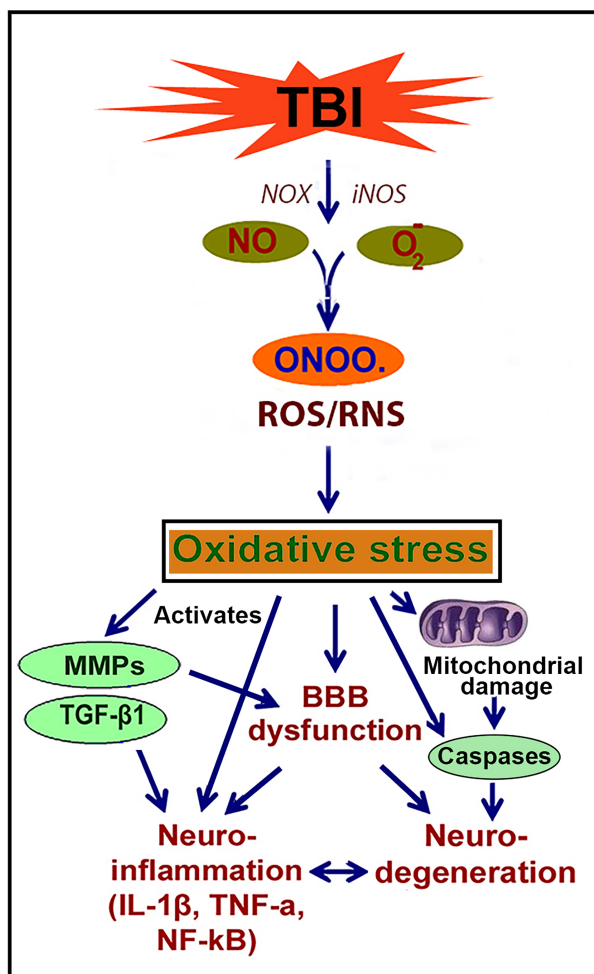 TBI
NOX iNOS
NO
O₂⁻
ONOO.
ROS/RNS
Oxidative stress
Activates
MMPs
TGF-β1
BBB
dysfunction
Mitochondrial
damage
Caspases
Neuro-
inflammation
(IL-1β, TNF-a,
NF-kB)
Neuro-
degeneration